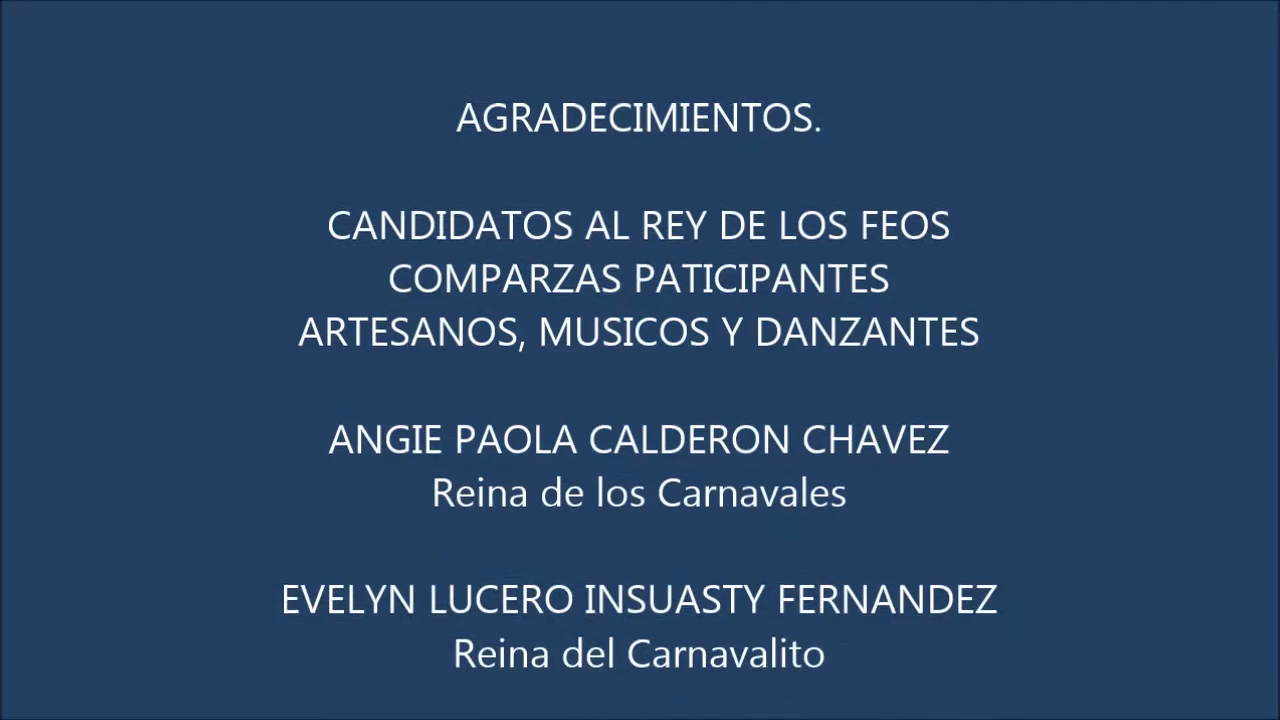 AGRADECIMIENTOS.
CANDIDATOS AL REY DE LOS FEOS
COMPARZAS PATICIPANTES
ARTESANOS, MUSICOS Y DANZANTES
ANGIE PAOLA CALDERON CHAVEZ
Reina de los Carnavales
EVELYN LUCERO INSUASTY FERNANDEZ
Reina del Carnavalito